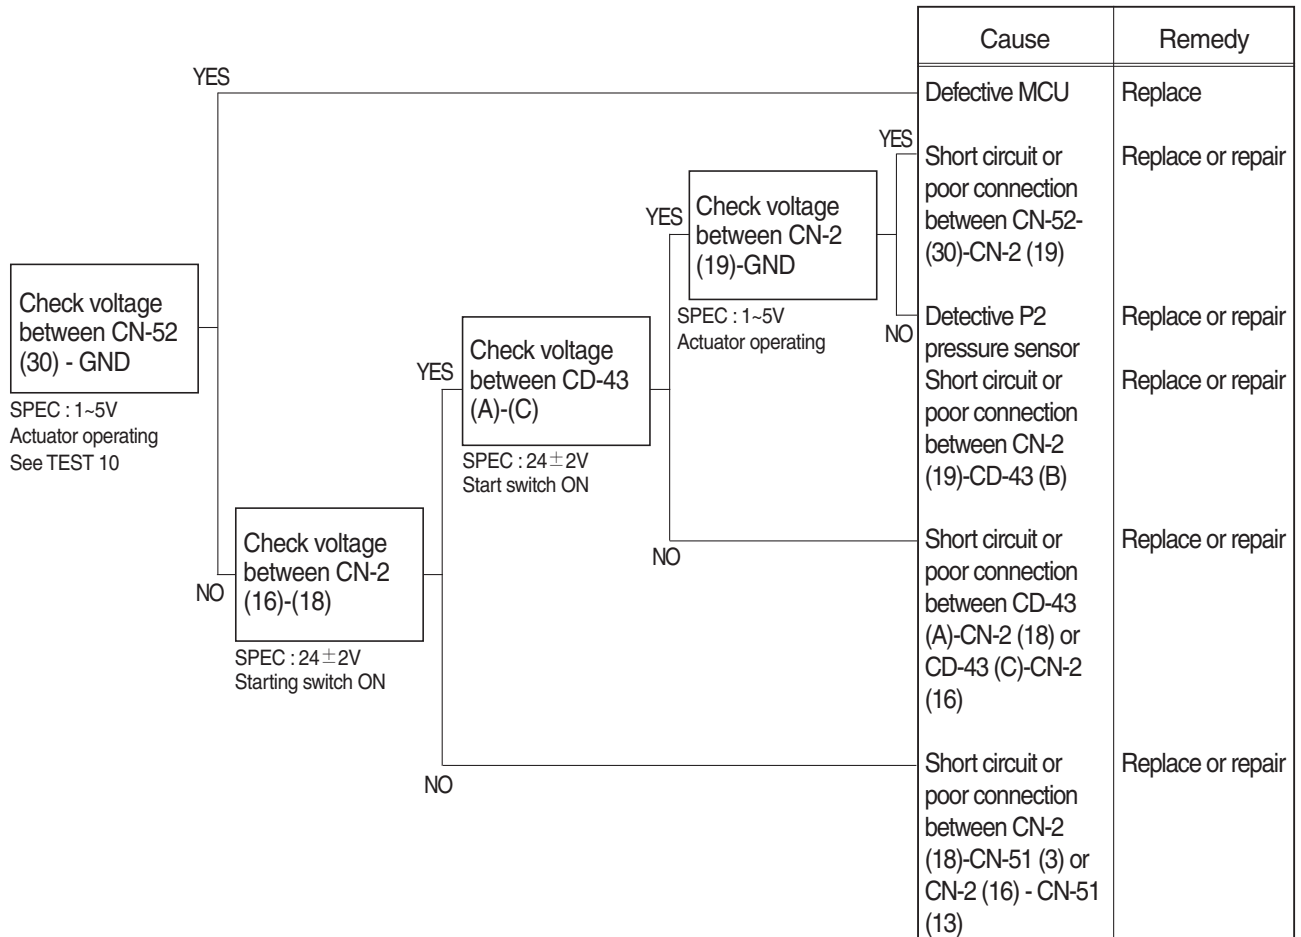 Cause
Remedy
YES
Defective MCU
Replace
YES
Short circuit or
poor connection
between CN-52-
(30)-CN-2 (19)
Replace or repair
YES
Check voltage
between CN-2
(19)-GND
SPEC : 1~5V
Actuator operating
NO
Detective P2
pressure sensor
Replace or repair
Short circuit or
poor connection
between CN-2
(19)-CD-43 (B)
Replace or repair
Check voltage
between CN-52
(30) - GND
SPEC : 1~5V
Actuator operating
See TEST 10
YES
Check voltage
between CD-43
(A)-(C)
SPEC : 24±2V
Start switch ON
NO
Short circuit or
poor connection
between CD-43
(A)-CN-2 (18) or
CD-43 (C)-CN-2
(16)
Replace or repair
NO
Check voltage
between CN-2
(16)-(18)
SPEC : 24±2V
Starting switch ON
NO
Short circuit or
poor connection
between CN-2
(18)-CN-51 (3) or
CN-2 (16) - CN-51
(13)
Replace or repair